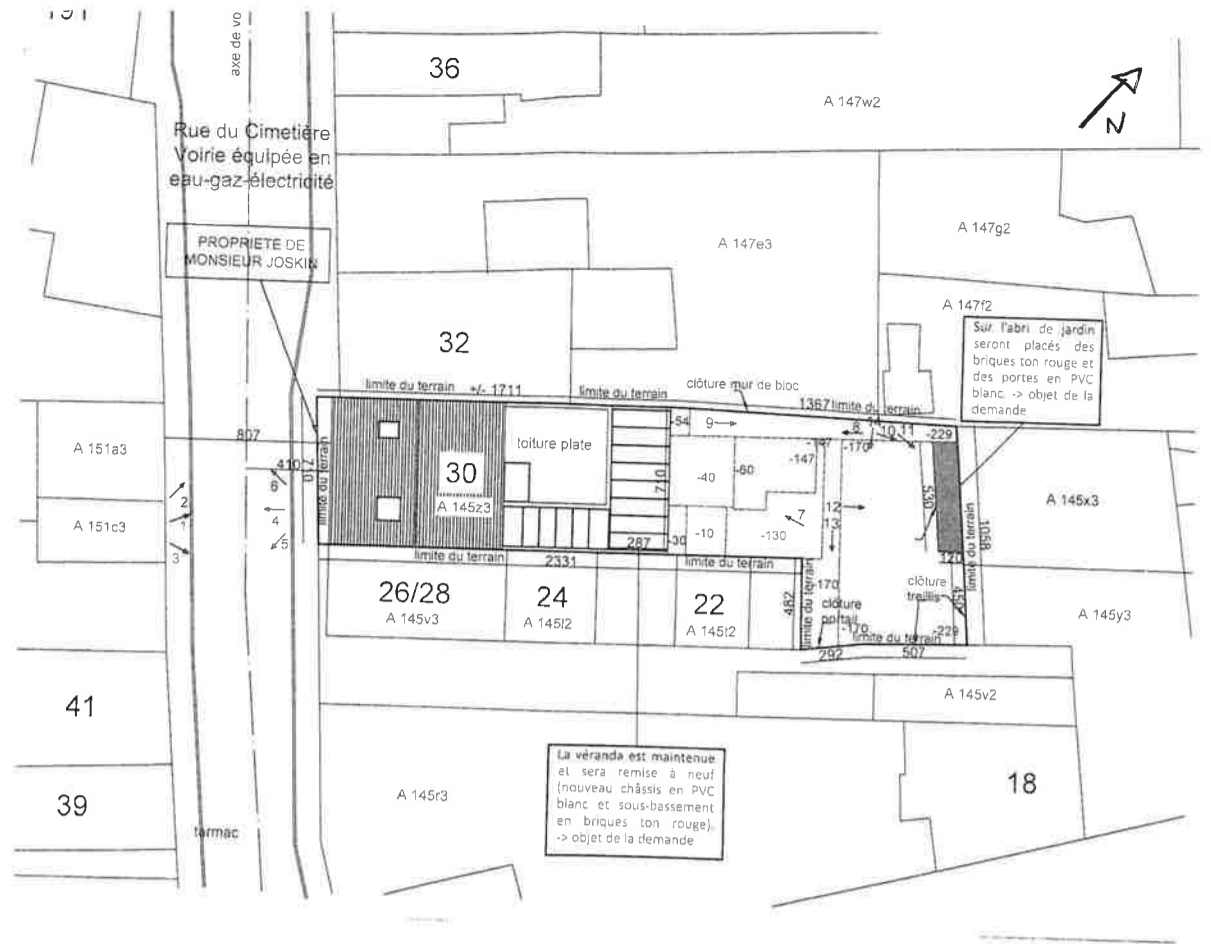 191
axe de vo
36
A 147w2
N
Rue du Cimetière
Voirie équipée en
eau-gaz-électricité
PROPRIETE DE
MONSIEUR JOSKIN
A 147e3
A 147g2
A 147f2
32
Sur l'abri de jardin
seront placés des
briques ton rouge et
des portes en PVC
blanc. -> objet de la
demande
limite du terrain
+/- 1711
limite du terrain
clôture mur de bloc
1367
limite du terrain
A 151a3
807
410
710
limite du terrain
toiture plate
-54
9
8
10
11
-229
-147
-147
-170
30
A 145z3
710
-40
-60
530
A 145x3
A 151c3
2
1
3
6
4
5
12
13
7
-130
-10
-30
287
1058
limite du terrain
120
limite du terrain
2331
limite du terrain
26/28
A 145v3
24
A 145l2
22
A 145t2
482
limite du terrain
-170
clôture
portail
-170
clôture
treillis
450
-229
limite du terrain
292
507
A 145y3
A 145v2
41
39
tarmac
A 145r3
La véranda est maintenue
et sera remise à neuf
(nouveau châssis en PVC
blanc et sous-bassement
en briques ton rouge).
-> objet de la demande
18